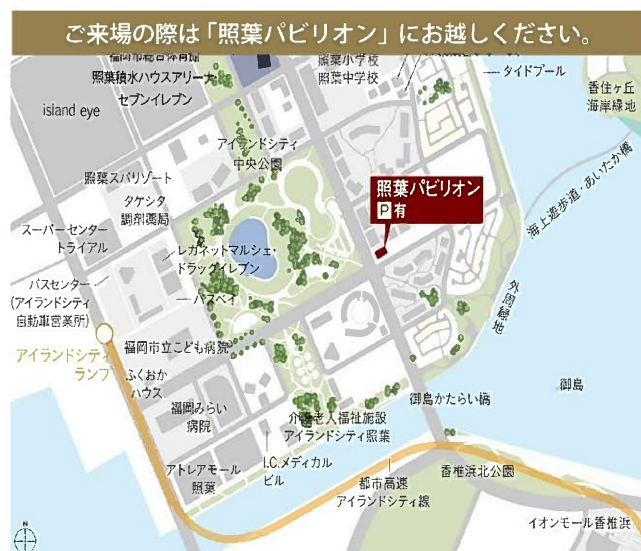 ご来場の際は「照葉パビリオン」にお越しください。
福岡市総合体育館
照葉積水ハウスアリーナ
セブンイレブン
island eye
照葉小学校
照葉中学校
タイドプール
香住ヶ丘
海岸緑地
アイランドシティ
中央公園
照葉スパリゾート
タケシタ
調剤薬局
照葉パビリオン
P有
海上遊歩道・あいたか橋
スーパーセンター
トライアル
レガネットマルシェ・
ドラッグイレブン
バスベイ
バスセンター
(アイランドシティ
自動車営業所)
外周緑地
アイランドシティ
ランプ
福岡市立こども病院
ふくおか
ハウス
福岡みらい
病院
介護老人福祉施設
アイランドシティ照葉
御島かたらい橋
御島
アトレアモール
照葉
I.C.メディカル
ビル
都市高速
アイランドシティ線
香椎浜北公園
イオンモール香椎浜
N